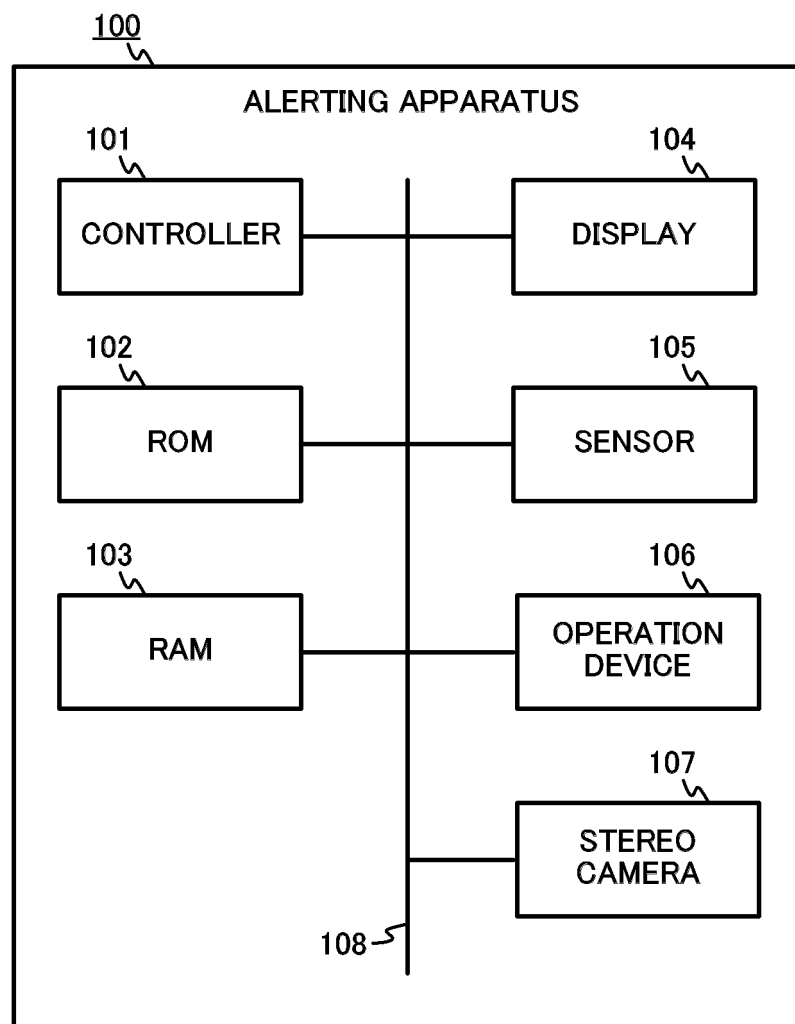 100
ALERTING APPARATUS
101
CONTROLLER
104
DISPLAY
102
ROM
105
SENSOR
103
RAM
106
OPERATION
DEVICE
107
STEREO
CAMERA
108